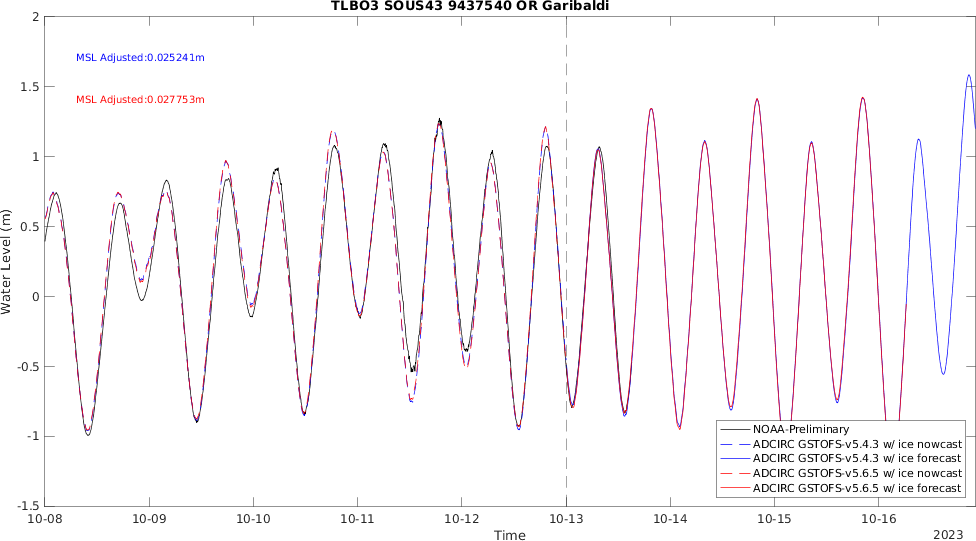 TLBO3 SOUS43 9437540 OR Garibaldi
2
MSL Adjusted:0.025241m
1.5
MSL Adjusted:0.027753m
1
0.5
Water Level (m)
0
-0.5
-1
NOAA-Preliminary
ADCIRC GSTOFS-v5.4.3 w/ ice nowcast
ADCIRC GSTOFS-v5.4.3 w/ ice forecast
ADCIRC GSTOFS-v5.6.5 w/ ice nowcast
ADCIRC GSTOFS-v5.6.5 w/ ice forecast
-1.5
10-08 10-09 10-10 10-11 10-12 10-13 10-14 10-15 10-16
Time
2023